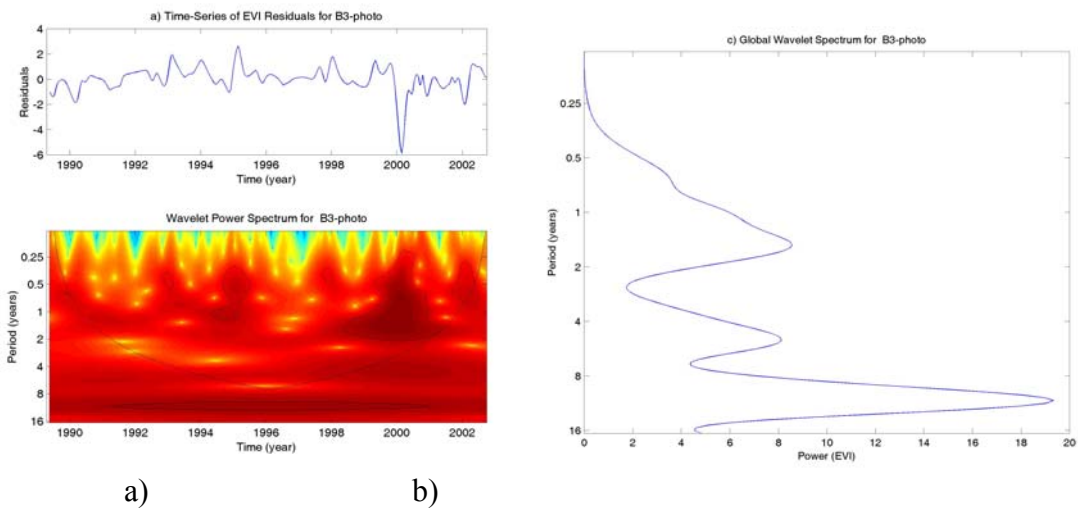 a) Time-Series of EVI Residuals for B3-photo
4
2
0
-2
-4
-6
Residuals
1990 1992 1994 1996 1998 2000 2002
Time (year)
Wavelet Power Spectrum for B3-photo
0.25
0.5
1
2
4
8
16
Period (years)
1990 1992 1994 1996 1998 2000 2002
Time (year)
c) Global Wavelet Spectrum for B3-photo
0.25
0.5
1
2
4
8
16
Period (years)
0 2 4 6 8 10 12 14 16 18 20
Power (EVI)
a) b)